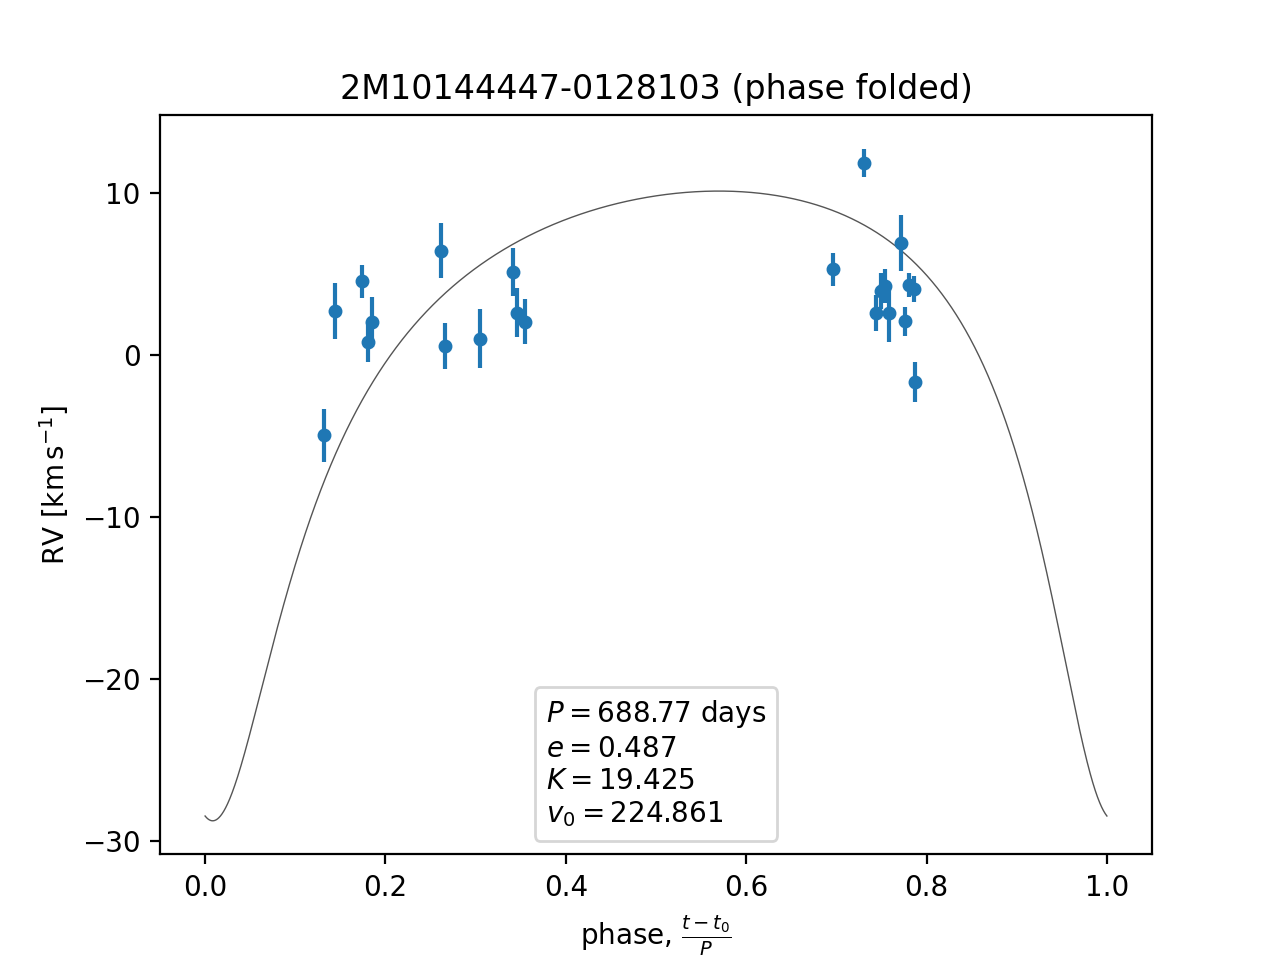 2M10144447-0128103 (phase folded)
RV [km s⁻¹]
10
0
−10
−20
−30
P = 688.77 days
e = 0.487
K = 19.425
v₀ = 224.861
0.0 0.2 0.4 0.6 0.8 1.0
phase, (t − t₀)/P